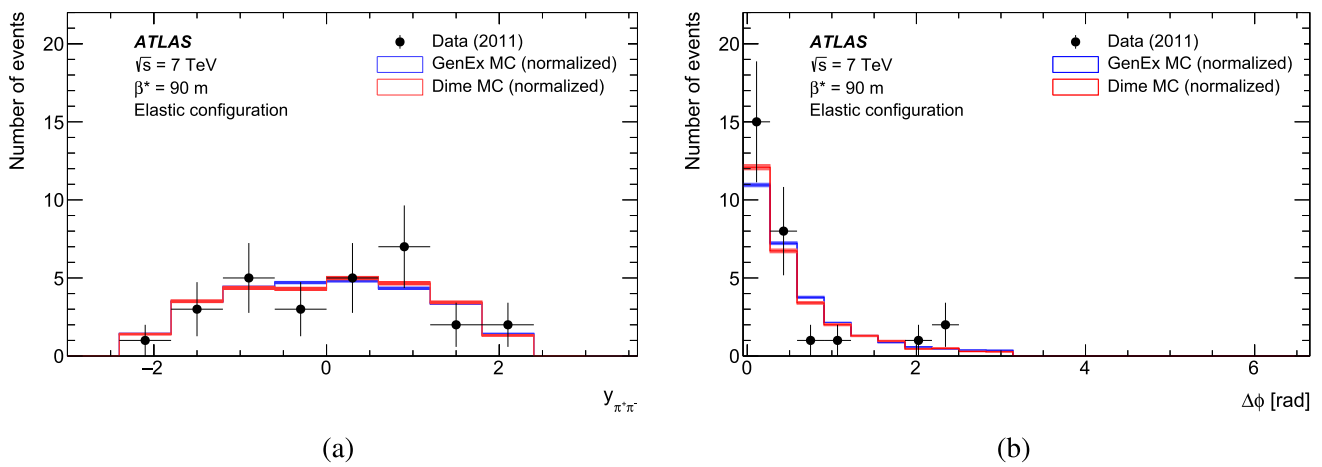 Number of events
20
15
10
5
0
ATLAS
√s = 7 TeV
β* = 90 m
Elastic configuration
Data (2011)
GenEx MC (normalized)
Dime MC (normalized)
−2
0
2
y π⁺π⁻
(a)
Number of events
20
15
10
5
0
ATLAS
√s = 7 TeV
β* = 90 m
Elastic configuration
Data (2011)
GenEx MC (normalized)
Dime MC (normalized)
0
2
4
6
Δϕ [rad]
(b)